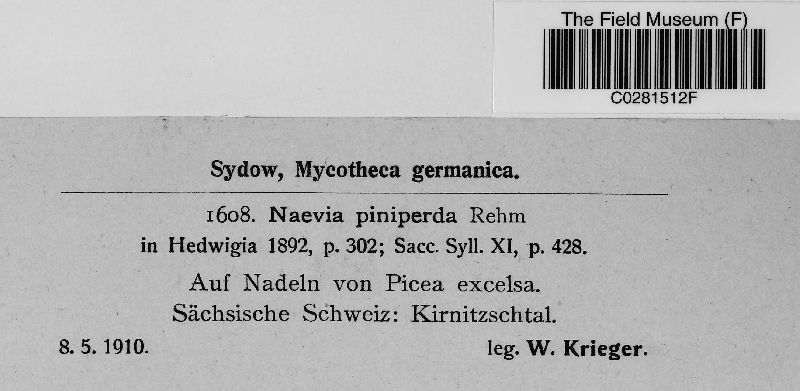 The Field Museum (F)
C0281512F
Sydow, Mycotheca germanica.
1608. Naevia piniperda Rehm
in Hedwigia 1892, p. 302; Sacc. Syll. XI, p. 428.
Auf Nadeln von Picea excelsa.
Sächsische Schweiz: Kirnitzschtal.
8. 5. 1910. leg. W. Krieger.